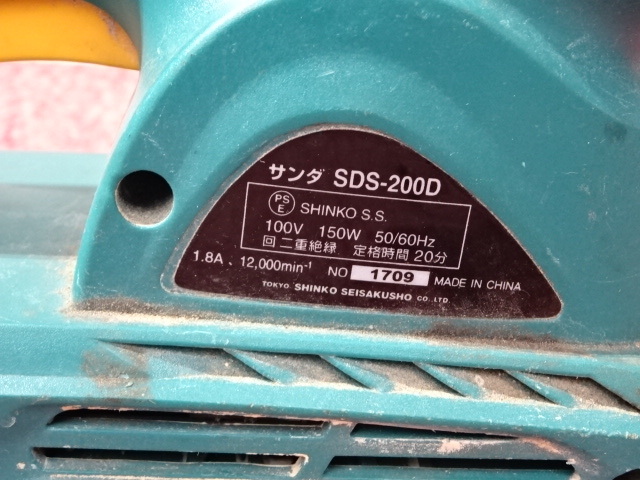 サンダ SDS-200D
PS E SHINKO S.S.
100V 150W 50/60Hz
回 二重絶縁 定格時間 20分
1.8A、12,000min⁻¹ NO 1709 MADE IN CHINA
TOKYO. SHINKO SEISAKUSHO CO.,LTD.